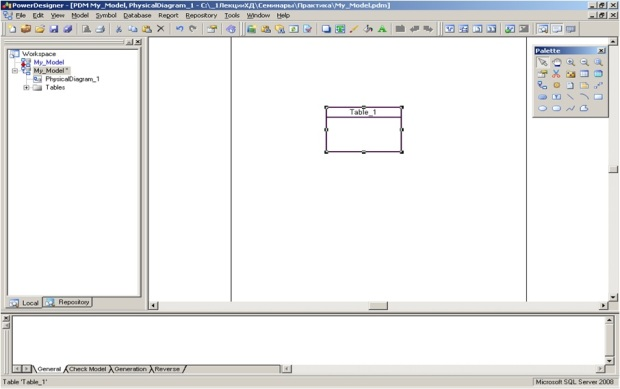 PowerDesigner - [PDM My_Model, PhysicalDiagram_1 - C:\_1ЛекцииХД\Семинары\Практика\My_Model.pdm]
File Edit View Model Symbol Database Report Repository Tools Window Help
Workspace
My_Model
My_Model *
PhysicalDiagram_1
Tables
Table_1
Palette
Local Repository
General Check Model Generation Reverse
Table 'Table_1' Microsoft SQL Server 2008